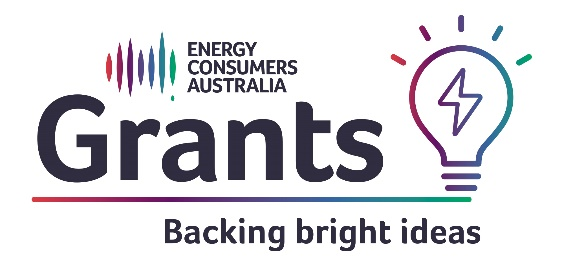 ENERGY
CONSUMERS
AUSTRALIA
Grants
Backing bright ideas